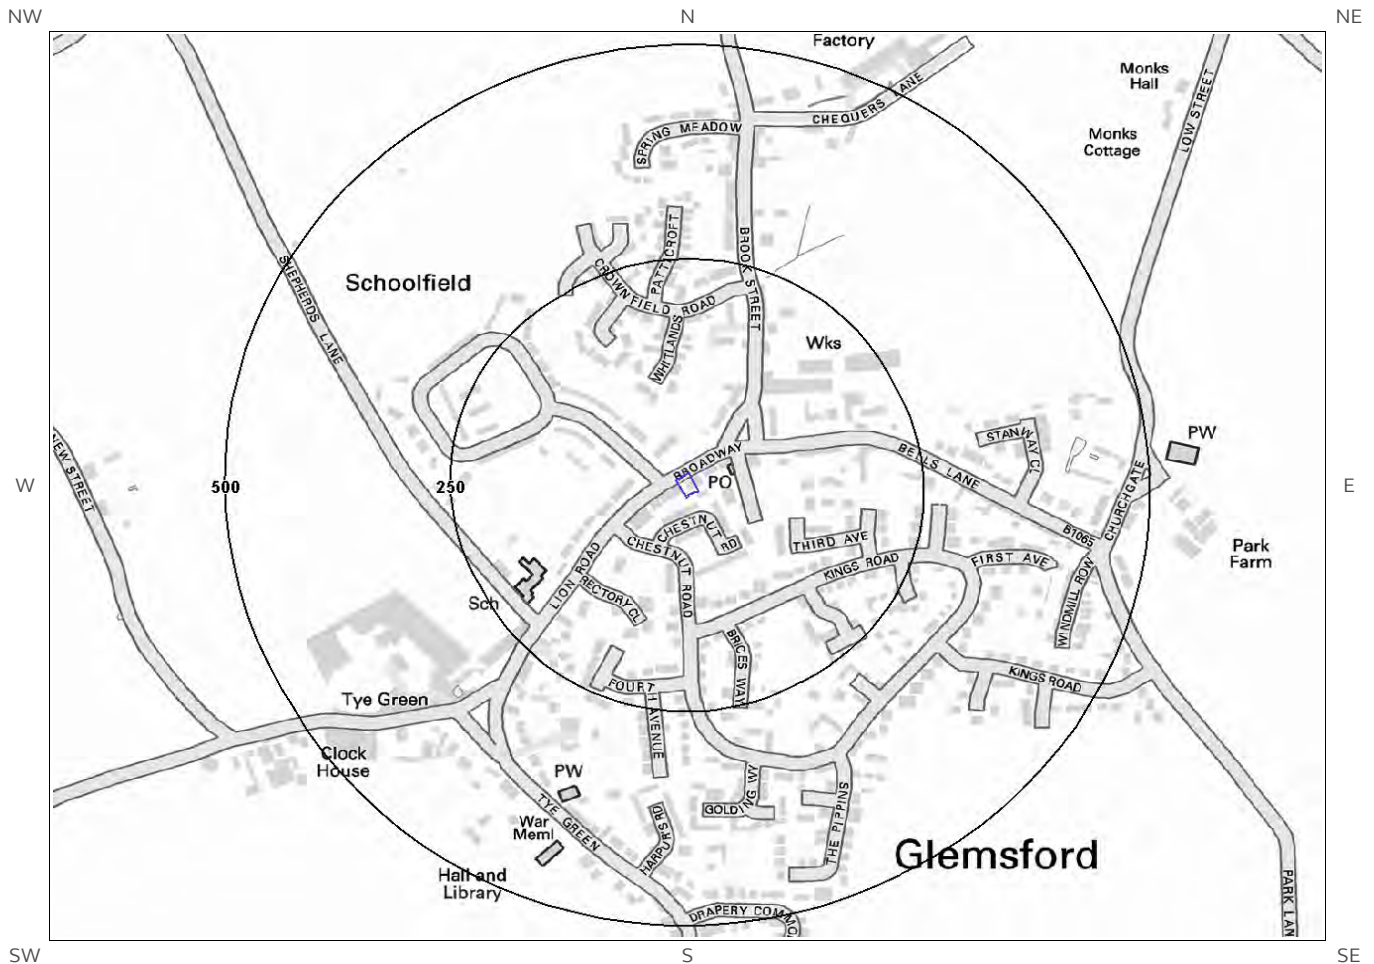 NW
N
NE
Factory
Monks
Hall
LOW STREET
CHEQUERS LANE
SPRING MEADOW
Monks
Cottage
BROOK STREET
PATTICROFT
CROWNFIELD ROAD
WHITLANDS
SHEPHERDS LANE
Schoolfield
Wks
STANWAY CL
PW
BROADWAY
BELLS LANE
NEW STREET
W
500
250
PO
CHURCHGATE
E
B1065
CHESTNUT RD
THIRD AVE
KINGS ROAD
FIRST AVE
Park
Farm
CHESTNUT ROAD
LION ROAD
RECTORY CL
Sch
WINDMILL ROW
BRICES WAY
KINGS ROAD
FOURTH AVENUE
Tye Green
Clock
House
PW
GOLDING WY
THE PIPPINS
TYE GREEN
War
Meml
HARPURS RD
Glemsford
Hall and
Library
DRAPERY COMMO
PARK LAN
SW
S
SE